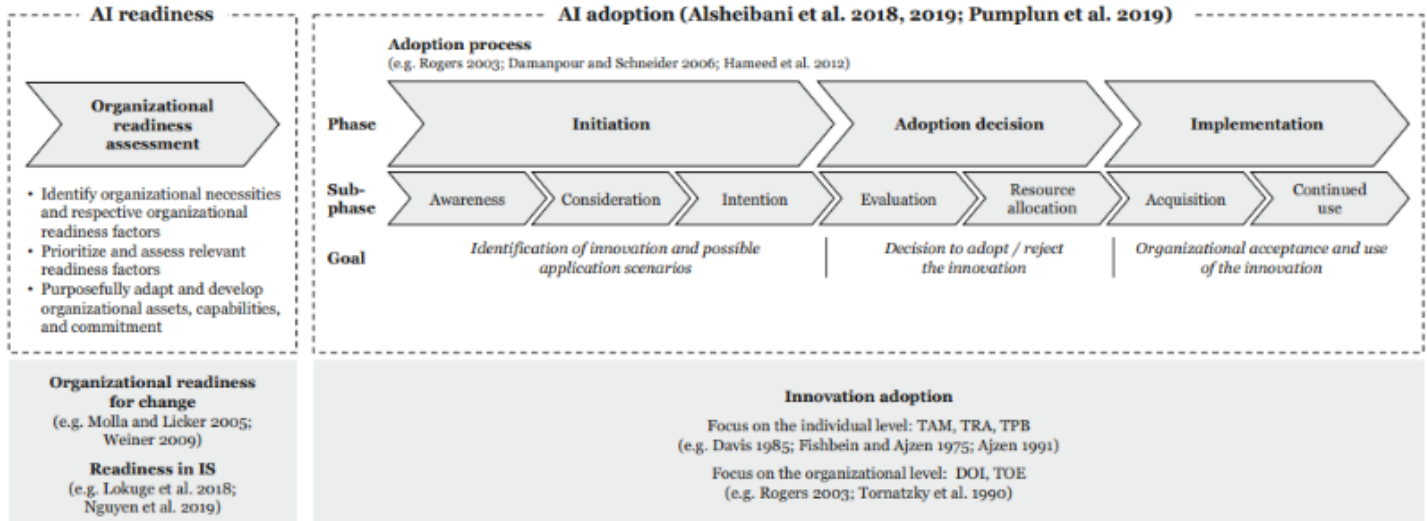 AI readiness
Organizational
readiness
assessment
• Identify organizational necessities
and respective organizational
readiness factors
• Prioritize and assess relevant
readiness factors
• Purposefully adapt and develop
organizational assets, capabilities,
and commitment
Organizational readiness
for change
(e.g. Molla and Licker 2005;
Weiner 2009)
Readiness in IS
(e.g. Lokuge et al. 2018;
Nguyen et al. 2019)
AI adoption (Alsheibani et al. 2018, 2019; Pumplun et al. 2019)
Adoption process
(e.g. Rogers 2003; Damanpour and Schneider 2006; Hameed et al. 2012)
Phase
Initiation
Adoption decision
Implementation
Sub-
phase
Awareness
Consideration
Intention
Evaluation
Resource
allocation
Acquisition
Continued
use
Goal
Identification of innovation and possible
application scenarios
Decision to adopt / reject
the innovation
Organizational acceptance and use
of the innovation
Innovation adoption
Focus on the individual level: TAM, TRA, TPB
(e.g. Davis 1985; Fishbein and Ajzen 1975; Ajzen 1991)
Focus on the organizational level: DOI, TOE
(e.g. Rogers 2003; Tornatzky et al. 1990)